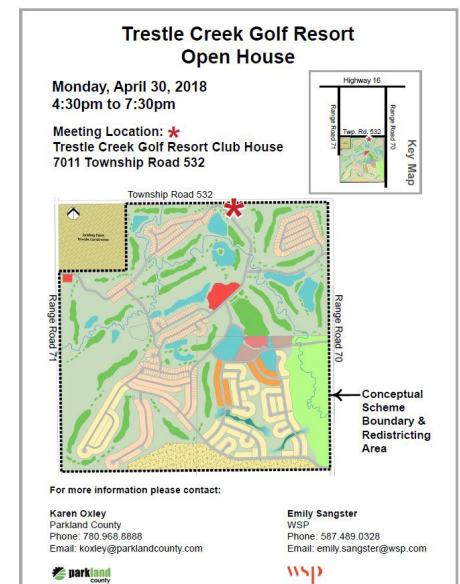 Trestle Creek Golf Resort
Open House
Monday, April 30, 2018
4:30pm to 7:30pm
Meeting Location: *
Trestle Creek Golf Resort Club House
7011 Township Road 532
Highway 16
Range Road 71
Twp. Rd. 532
Range Road 70
Key Map
Township Road 532
Range Road 71
Range Road 70
Conceptual
Scheme
Boundary &
Redistricting
Area
For more information please contact:
Karen Oxley
Parkland County
Phone: 780.968.8888
Email: koxley@parklandcounty.com
Emily Sangster
WSP
Phone: 587.489.0328
Email: emily.sangster@wsp.com
parkland
county
wsp